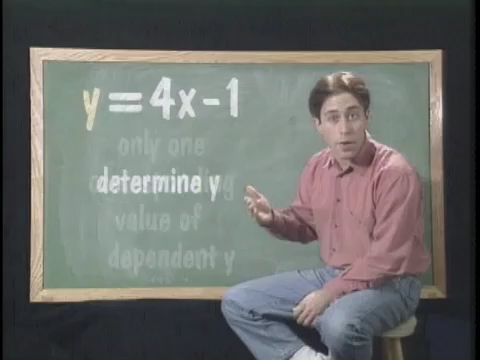 y = 4x - 1
only one
determine y
value of
dependent y